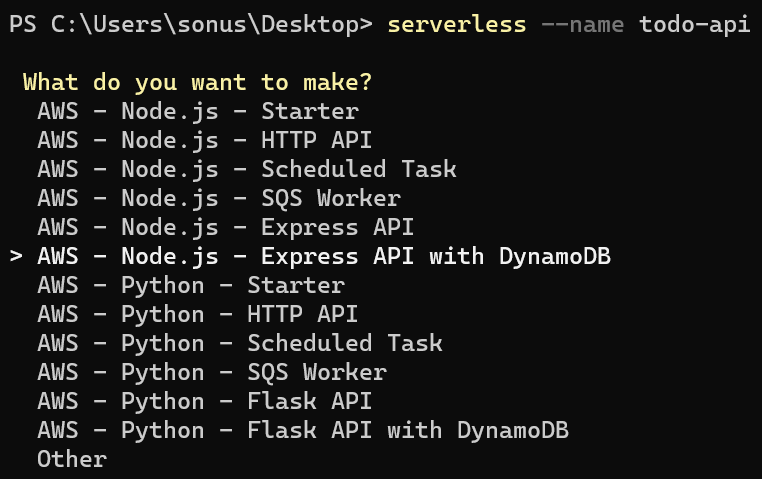 PS C:\Users\sonus\Desktop> serverless --name todo-api
What do you want to make?
AWS - Node.js - Starter
AWS - Node.js - HTTP API
AWS - Node.js - Scheduled Task
AWS - Node.js - SQS Worker
AWS - Node.js - Express API
> AWS - Node.js - Express API with DynamoDB
AWS - Python - Starter
AWS - Python - HTTP API
AWS - Python - Scheduled Task
AWS - Python - SQS Worker
AWS - Python - Flask API
AWS - Python - Flask API with DynamoDB
Other